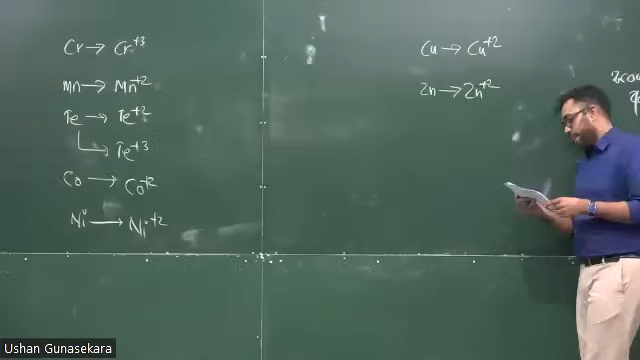 Cr → Cr+3
Mn → Mn+2
Fe → Fe+2
Fe+3
Co → Co+2
Ni → Ni+2
Cu → Cu+2
Zn → Zn+2
Ushan Gunasekara